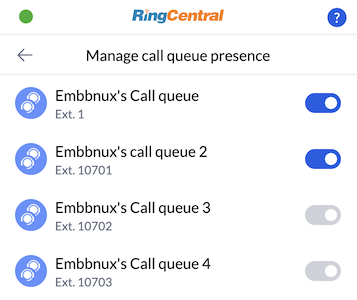 RingCentral
?
Manage call queue presence
Embbnux's Call queue
Ext. 1
Embbnux's call queue 2
Ext. 10701
Embbnux's Call queue 3
Ext. 10702
Embbnux's Call queue 4
Ext. 10703